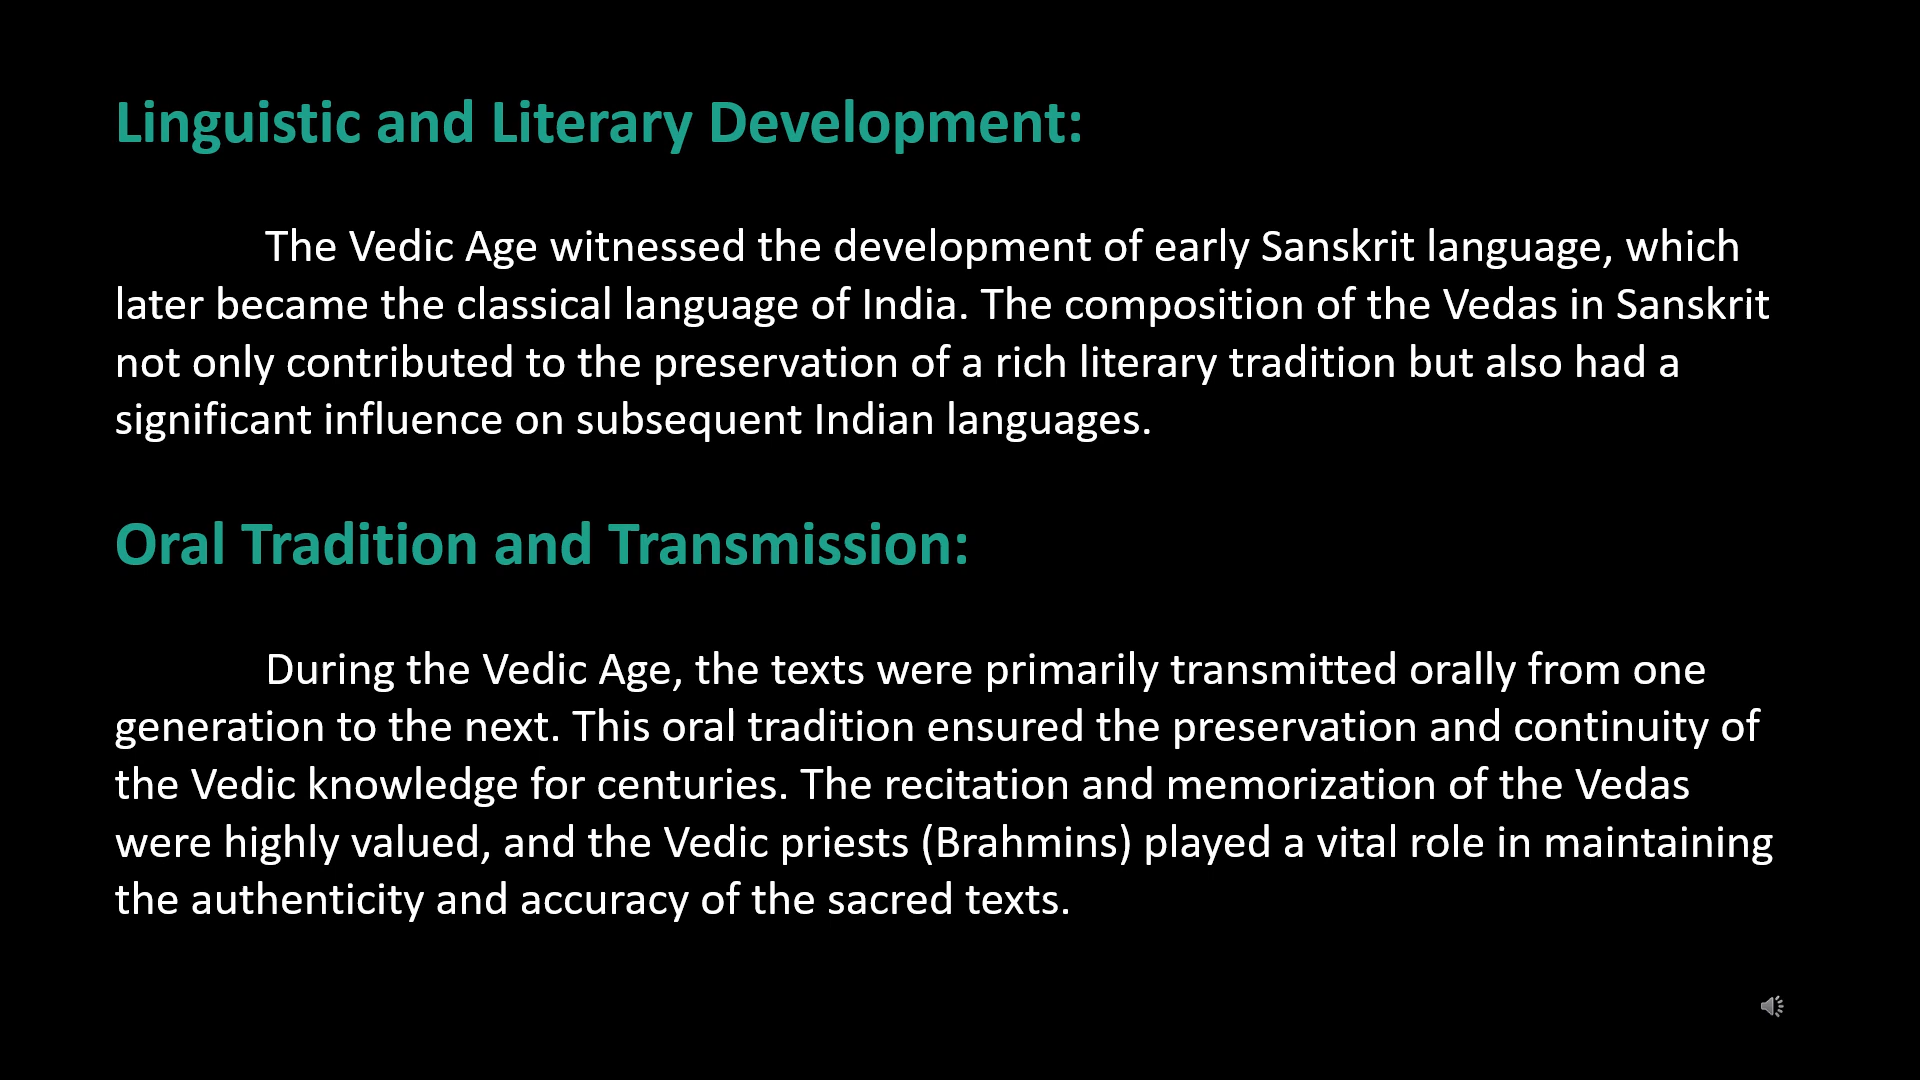 Linguistic and Literary Development:
The Vedic Age witnessed the development of early Sanskrit language, which
later became the classical language of India. The composition of the Vedas in Sanskrit
not only contributed to the preservation of a rich literary tradition but also had a
significant influence on subsequent Indian languages.
Oral Tradition and Transmission:
During the Vedic Age, the texts were primarily transmitted orally from one
generation to the next. This oral tradition ensured the preservation and continuity of
the Vedic knowledge for centuries. The recitation and memorization of the Vedas
were highly valued, and the Vedic priests (Brahmins) played a vital role in maintaining
the authenticity and accuracy of the sacred texts.